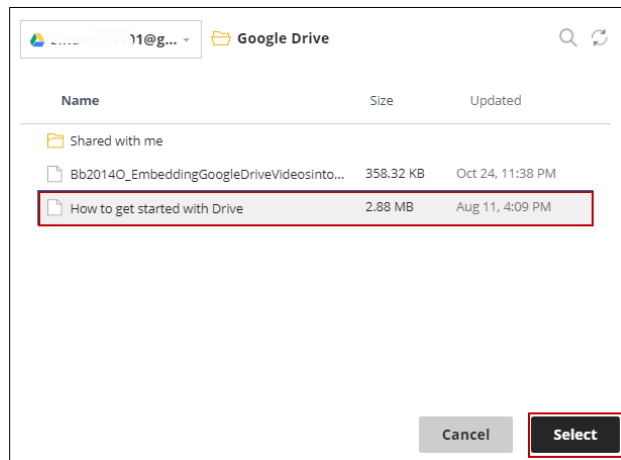 01@g...
Google Drive
Name Size Updated
Shared with me
Bb2014O_EmbeddingGoogleDriveVideosinto... 358.32 KB Oct 24, 11:38 PM
How to get started with Drive 2.88 MB Aug 11, 4:09 PM
Cancel Select